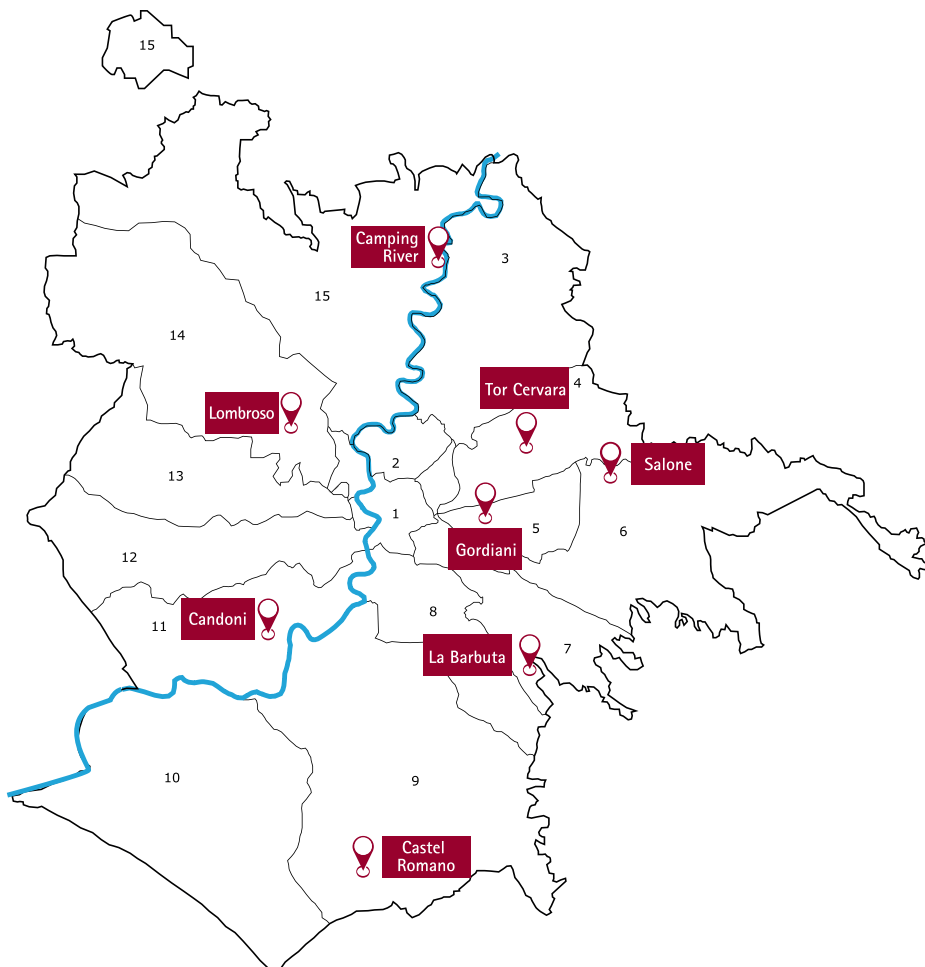 15
Camping
River
3
15
14
4
Tor Cervara
Lombroso
2
Salone
13
1
5
6
Gordiani
12
8
Candoni
11
7
La Barbuta
10
9
Castel
Romano